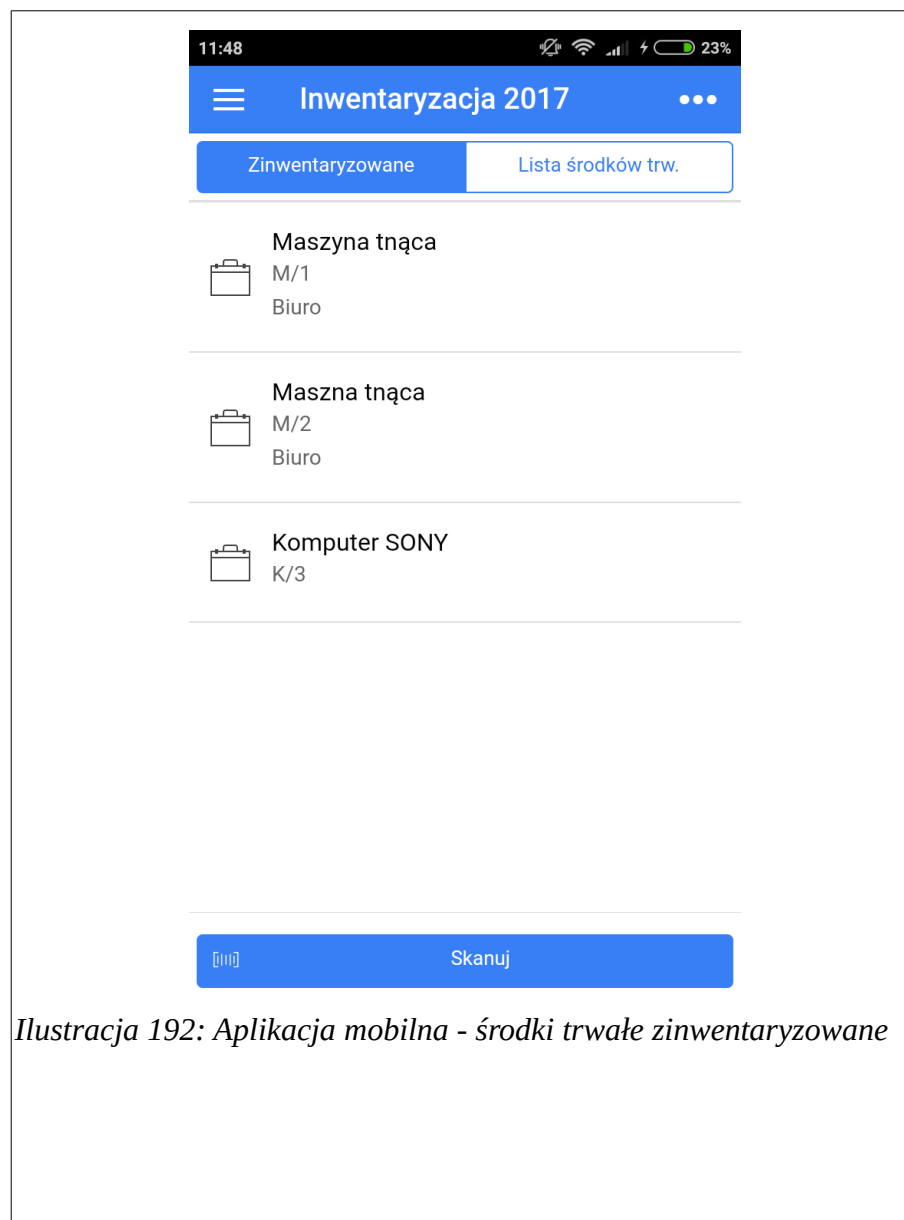 11:48 23%
Inwentaryzacja 2017
Zinwentaryzowane Lista środków trw.
Maszyna tnąca
M/1
Biuro
Maszna tnąca
M/2
Biuro
Komputer SONY
K/3
Skanuj
Ilustracja 192: Aplikacja mobilna - środki trwałe zinwentaryzowane